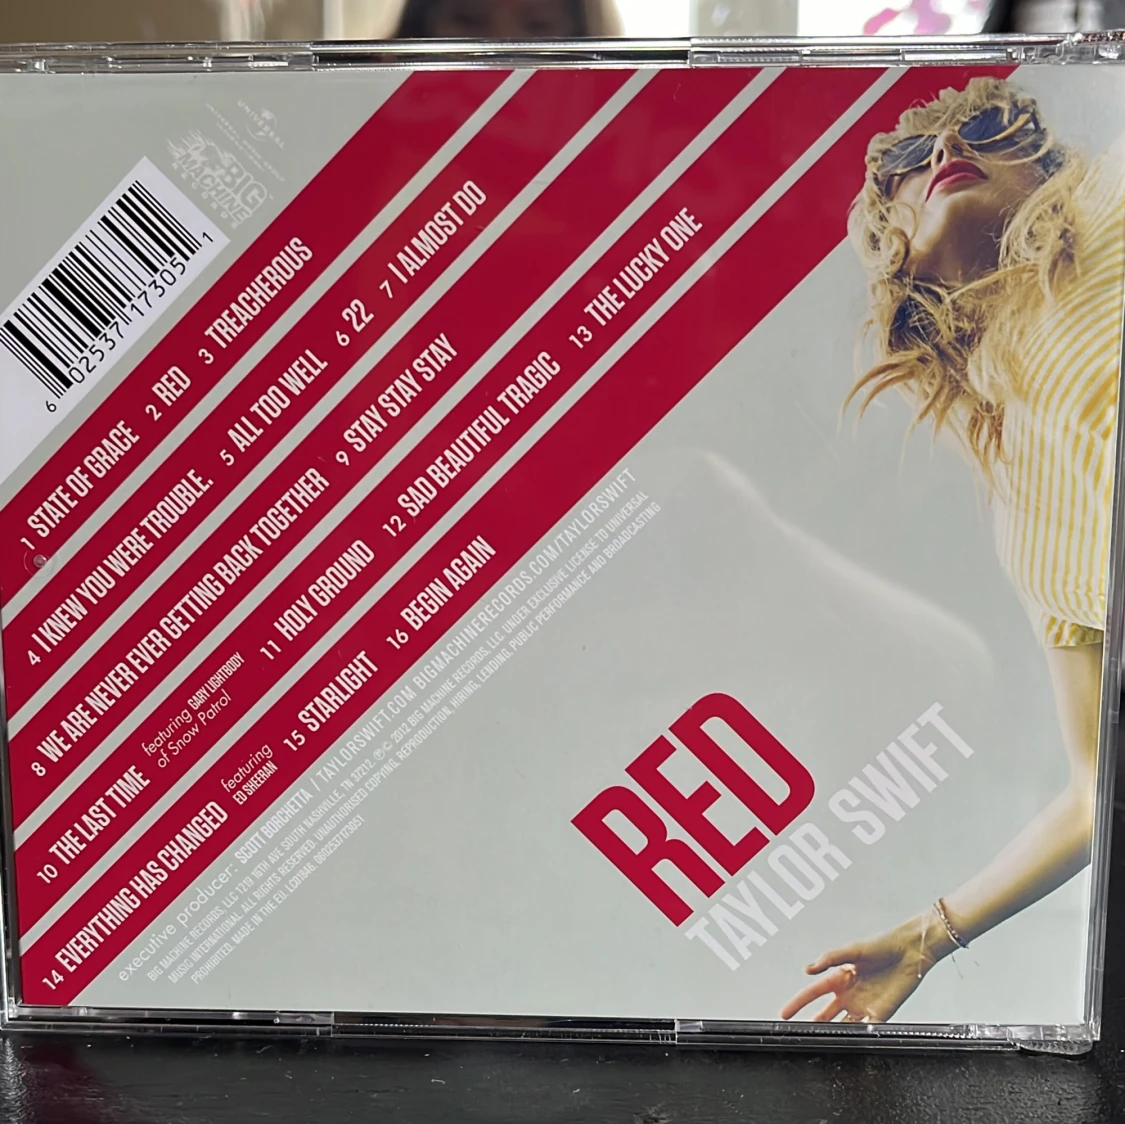 UNIVERSAL
BIG MACHINE
RECORDS
6 02537 17305 1
1 STATE OF GRACE 2 RED 3 TREACHEROUS
4 I KNEW YOU WERE TROUBLE. 5 ALL TOO WELL 6 22 7 I ALMOST DO
8 WE ARE NEVER EVER GETTING BACK TOGETHER 9 STAY STAY STAY
10 THE LAST TIME featuring GARY LIGHTBODY of Snow Patrol 11 HOLY GROUND 12 SAD BEAUTIFUL TRAGIC 13 THE LUCKY ONE
14 EVERYTHING HAS CHANGED featuring ED SHEERAN 15 STARLIGHT 16 BEGIN AGAIN
executive producer: SCOTT BORCHETTA / TAYLORSWIFT.COM BIGMACHINERECORDS.COM/TAYLORSWIFT
BIG MACHINE RECORDS, LLC 1219 16TH AVE SOUTH NASHVILLE, TN 37212. ℗© 2012 BIG MACHINE RECORDS, LLC UNDER EXCLUSIVE LICENSE TO UNIVERSAL
MUSIC INTERNATIONAL. ALL RIGHTS RESERVED. UNAUTHORISED COPYING, REPRODUCTION, HIRING, LENDING, PUBLIC PERFORMANCE AND BROADCASTING
PROHIBITED. MADE IN THE EU. LC01846. 00602537173051
RED
TAYLOR SWIFT